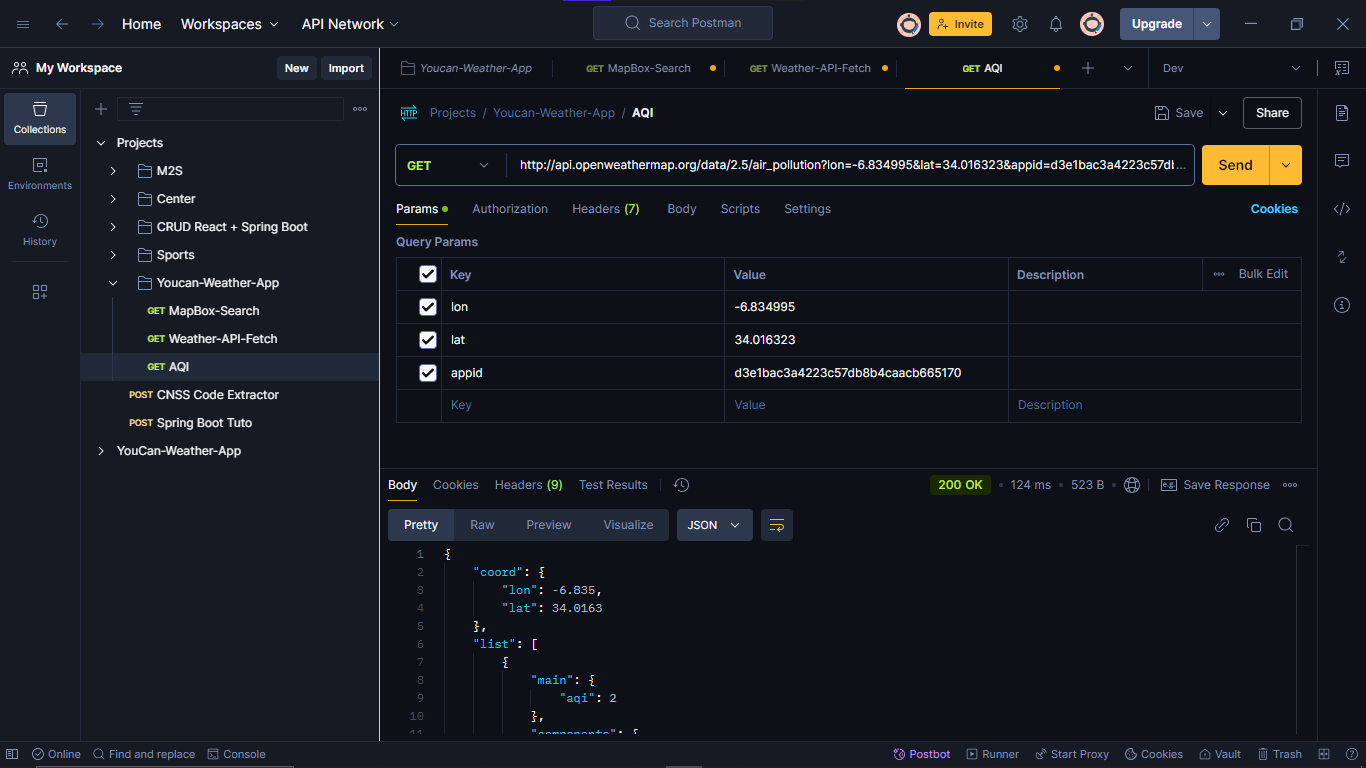 Home Workspaces API Network Search Postman Invite Upgrade
My Workspace New Import
Youcan-Weather-App GET MapBox-Search GET Weather-API-Fetch GET AQI Dev
Collections
Environments
History
Projects
M2S
Center
CRUD React + Spring Boot
Sports
Youcan-Weather-App
GET MapBox-Search
GET Weather-API-Fetch
GET AQI
POST CNSS Code Extractor
POST Spring Boot Tuto
YouCan-Weather-App
HTTP Projects / Youcan-Weather-App / AQI Save Share
GET http://api.openweathermap.org/data/2.5/air_pollution?lon=-6.834995&lat=34.016323&appid=d3e1bac3a4223c57db... Send
Params Authorization Headers (7) Body Scripts Settings Cookies
Query Params
Key Value Description Bulk Edit
lon -6.834995
lat 34.016323
appid d3e1bac3a4223c57db8b4caacb665170
Key Value Description
Body Cookies Headers (9) Test Results 200 OK 124 ms 523 B e.g. Save Response
Pretty Raw Preview Visualize JSON
1 {
2 "coord": {
3 "lon": -6.835,
4 "lat": 34.0163
5 },
6 "list": [
7 {
8 "main": {
9 "aqi": 2
10 },
11 "components": {
Online Find and replace Console Postbot Runner Start Proxy Cookies Vault Trash